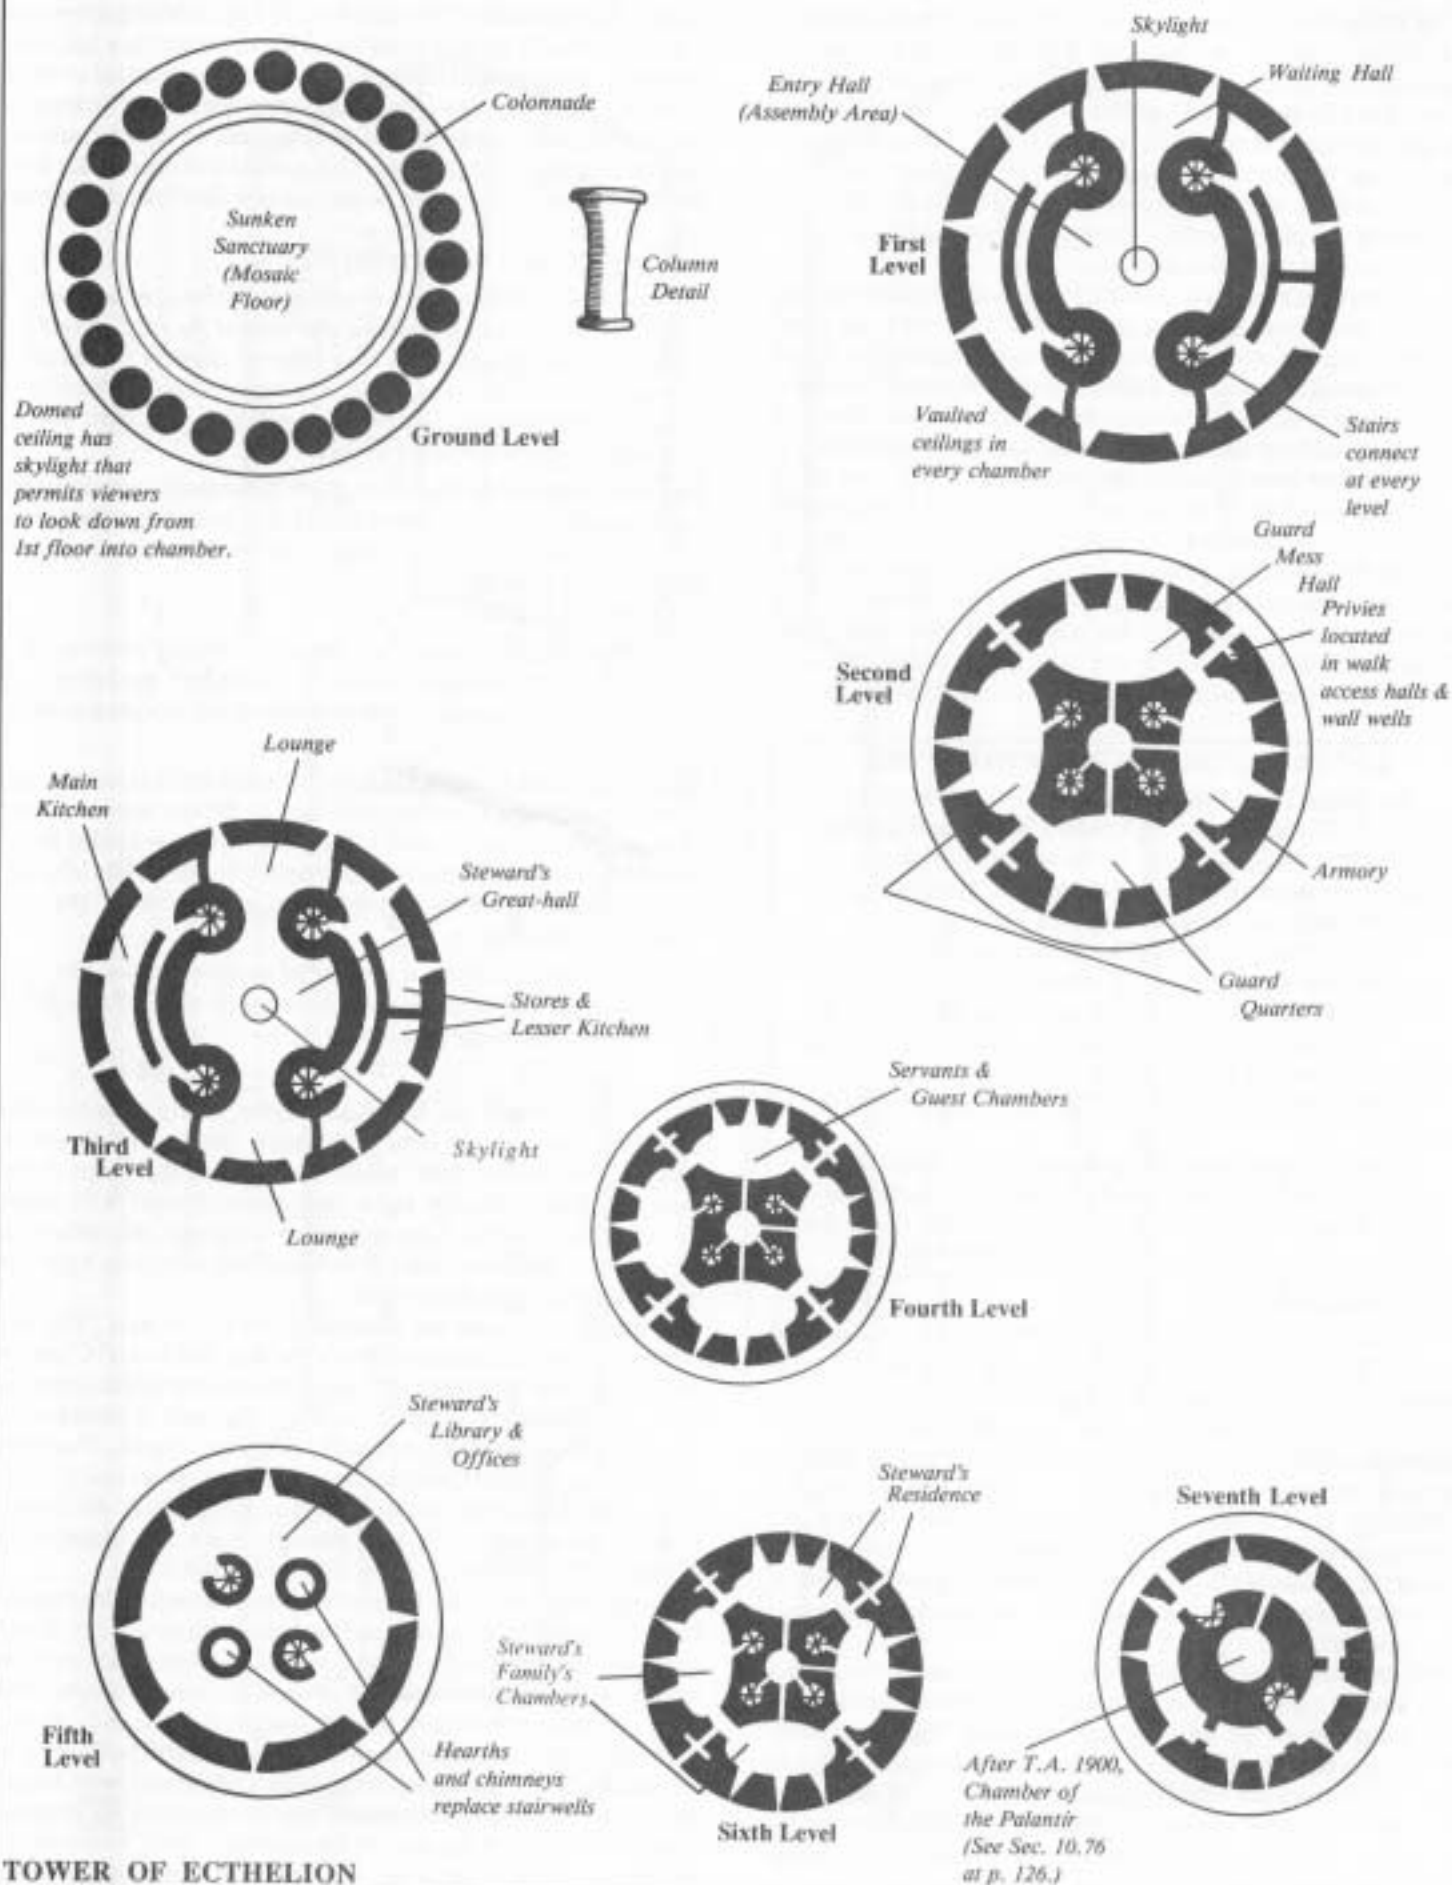 Colonnade
Sunken
Sanctuary
(Mosaic
Floor)
Column
Detail
Domed
ceiling has
skylight that
permits viewers
to look down from
1st floor into chamber.
Ground Level
Skylight
Entry Hall
(Assembly Area)
Waiting Hall
First
Level
Vaulted
ceilings in
every chamber
Stairs
connect
at every
level
Guard
Mess
Hall
Privies
located
in walk
access halls &
wall wells
Second
Level
Armory
Guard
Quarters
Lounge
Main
Kitchen
Steward's
Great-hall
Stores &
Lesser Kitchen
Skylight
Third
Level
Lounge
Servants &
Guest Chambers
Fourth Level
Steward's
Library &
Offices
Fifth
Level
Hearths
and chimneys
replace stairwells
Steward's
Residence
Steward's
Family's
Chambers
Sixth Level
Seventh Level
After T.A. 1900,
Chamber of
the Palantír
(See Sec. 10.76
at p. 126.)
TOWER OF ECTHELION